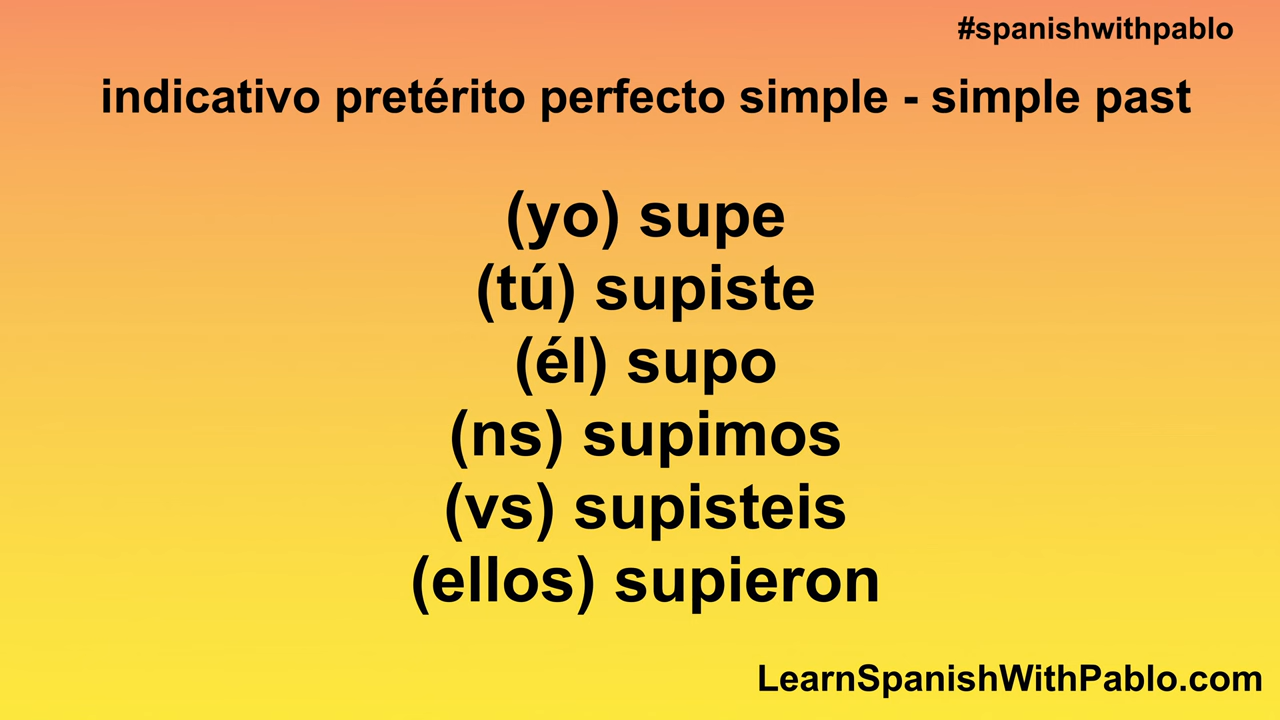 #spanishwithpablo
indicativo pretérito perfecto simple - simple past
(yo) supe
(tú) supiste
(él) supo
(ns) supimos
(vs) supisteis
(ellos) supieron
LearnSpanishWithPablo.com